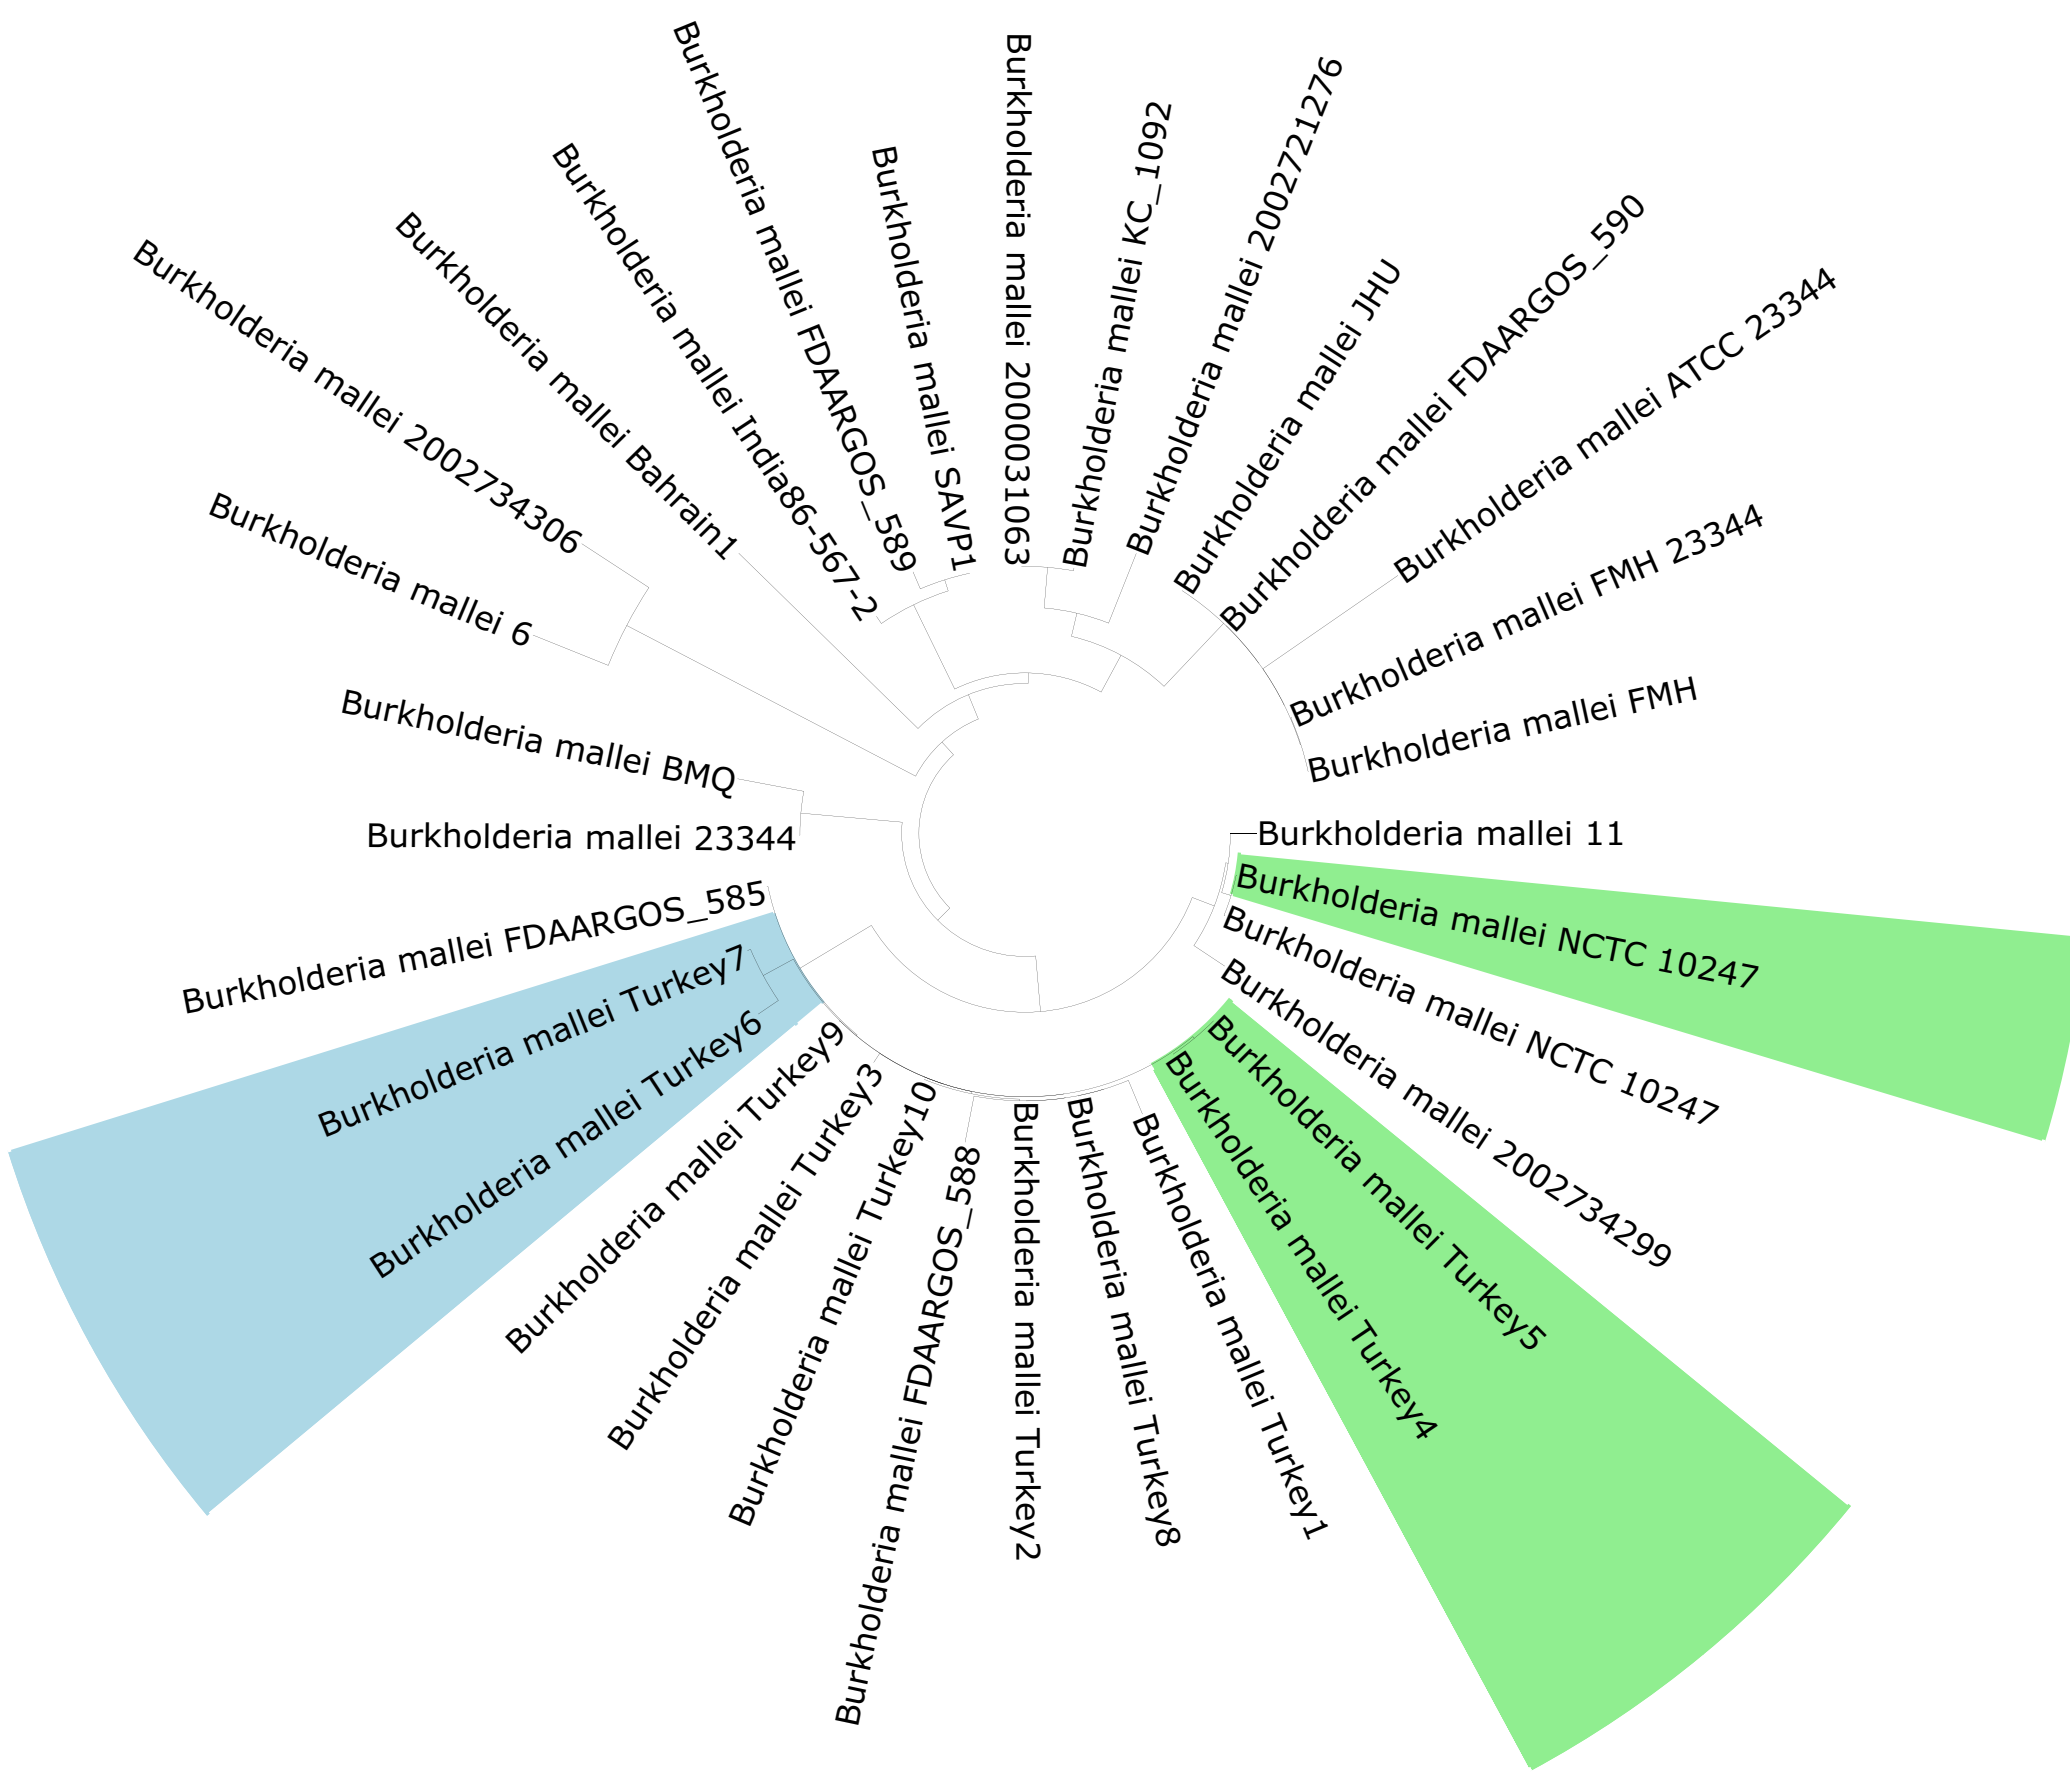 Burkholderia mallei 2000031063
Burkholderia mallei KC_1092
Burkholderia mallei 2002721276
Burkholderia mallei JHU
Burkholderia mallei FDAARGOS_590
Burkholderia mallei ATCC 23344
Burkholderia mallei FMH 23344
Burkholderia mallei FMH
Burkholderia mallei 11
Burkholderia mallei NCTC 10247
Burkholderia mallei NCTC 10247
Burkholderia mallei 2002734299
Burkholderia mallei Turkey5
Burkholderia mallei Turkey4
Burkholderia mallei Turkey1
Burkholderia mallei Turkey8
Burkholderia mallei Turkey2
Burkholderia mallei FDAARGOS_588
Burkholderia mallei Turkey10
Burkholderia mallei Turkey3
Burkholderia mallei Turkey9
Burkholderia mallei Turkey6
Burkholderia mallei Turkey7
Burkholderia mallei FDAARGOS_585
Burkholderia mallei 23344
Burkholderia mallei BMQ
Burkholderia mallei 6
Burkholderia mallei 2002734306
Burkholderia mallei Bahrain1
Burkholderia mallei India86-567-2
Burkholderia mallei FDAARGOS_589
Burkholderia mallei SAVP1